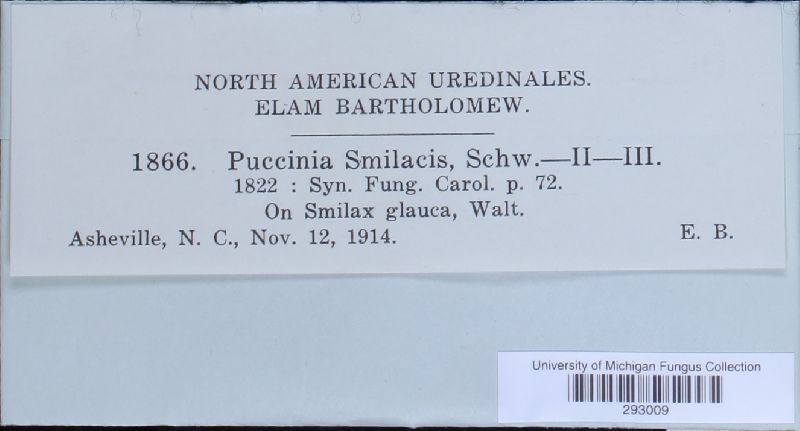 NORTH AMERICAN UREDINALES.
ELAM BARTHOLOMEW.
1866. Puccinia Smilacis, Schw.—II—III.
1822 : Syn. Fung. Carol. p. 72.
On Smilax glauca, Walt.
Asheville, N. C., Nov. 12, 1914. E. B.
University of Michigan Fungus Collection
293009